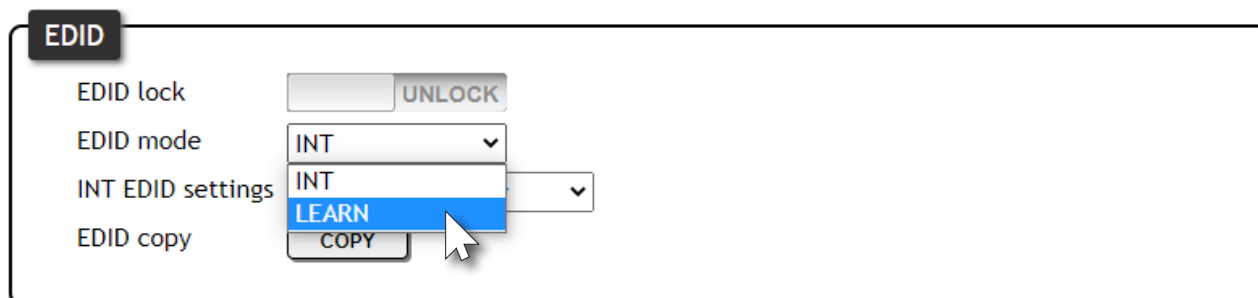 EDID
EDID lock UNLOCK
EDID mode INT
INT
INT EDID settings
LEARN
EDID copy COPY